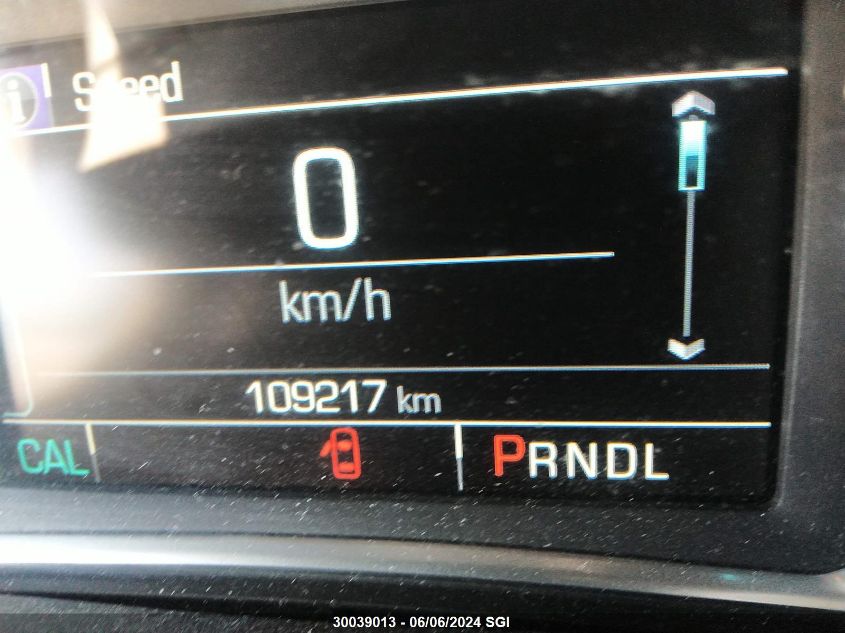 Speed
0
km/h
109217 km
CAL PRNDL
30039013 - 06/06/2024 SGI